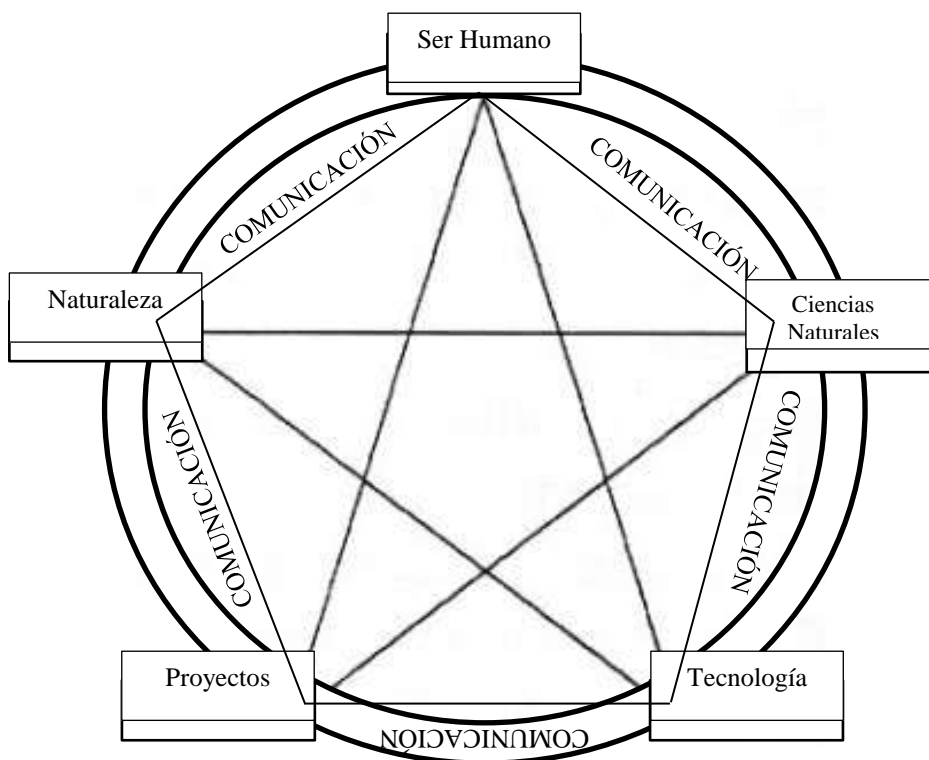 Ser Humano
COMUNICACIÓN
COMUNICACIÓN
Naturaleza
Ciencias
Naturales
COMUNICACIÓN
COMUNICACIÓN
Proyectos
Tecnología
COMUNICACIÓN